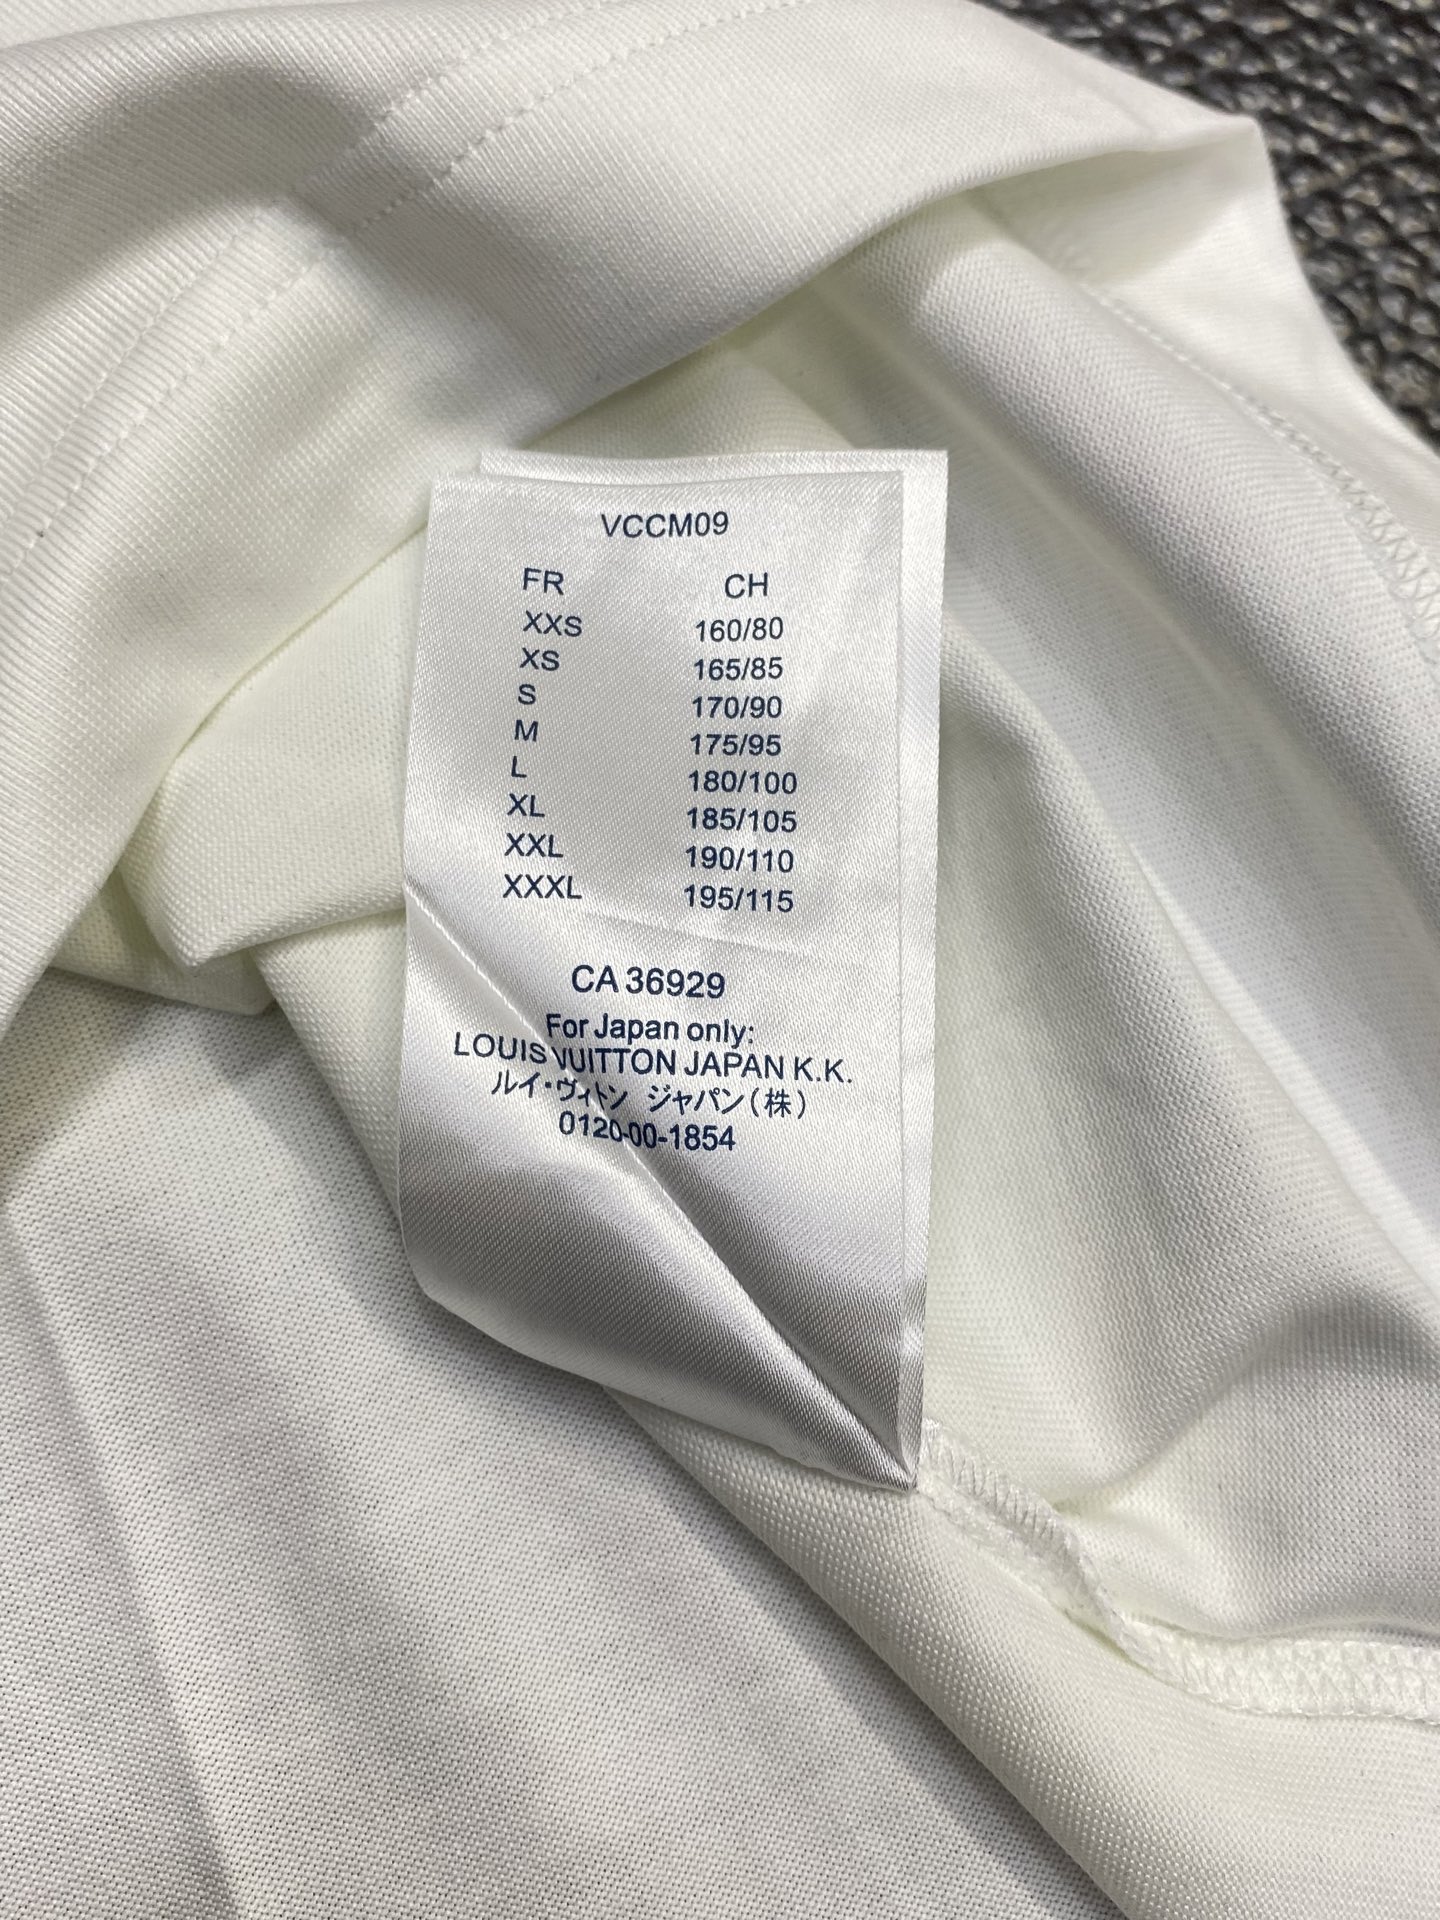 VCCM09
FR CH
XXS 160/80
XS 165/85
S 170/90
M 175/95
L 180/100
XL 185/105
XXL 190/110
XXXL 195/115
CA 36929
For Japan only:
LOUIS VUITTON JAPAN K.K.
ルイ・ヴィトン ジャパン(株)
0120-00-1854